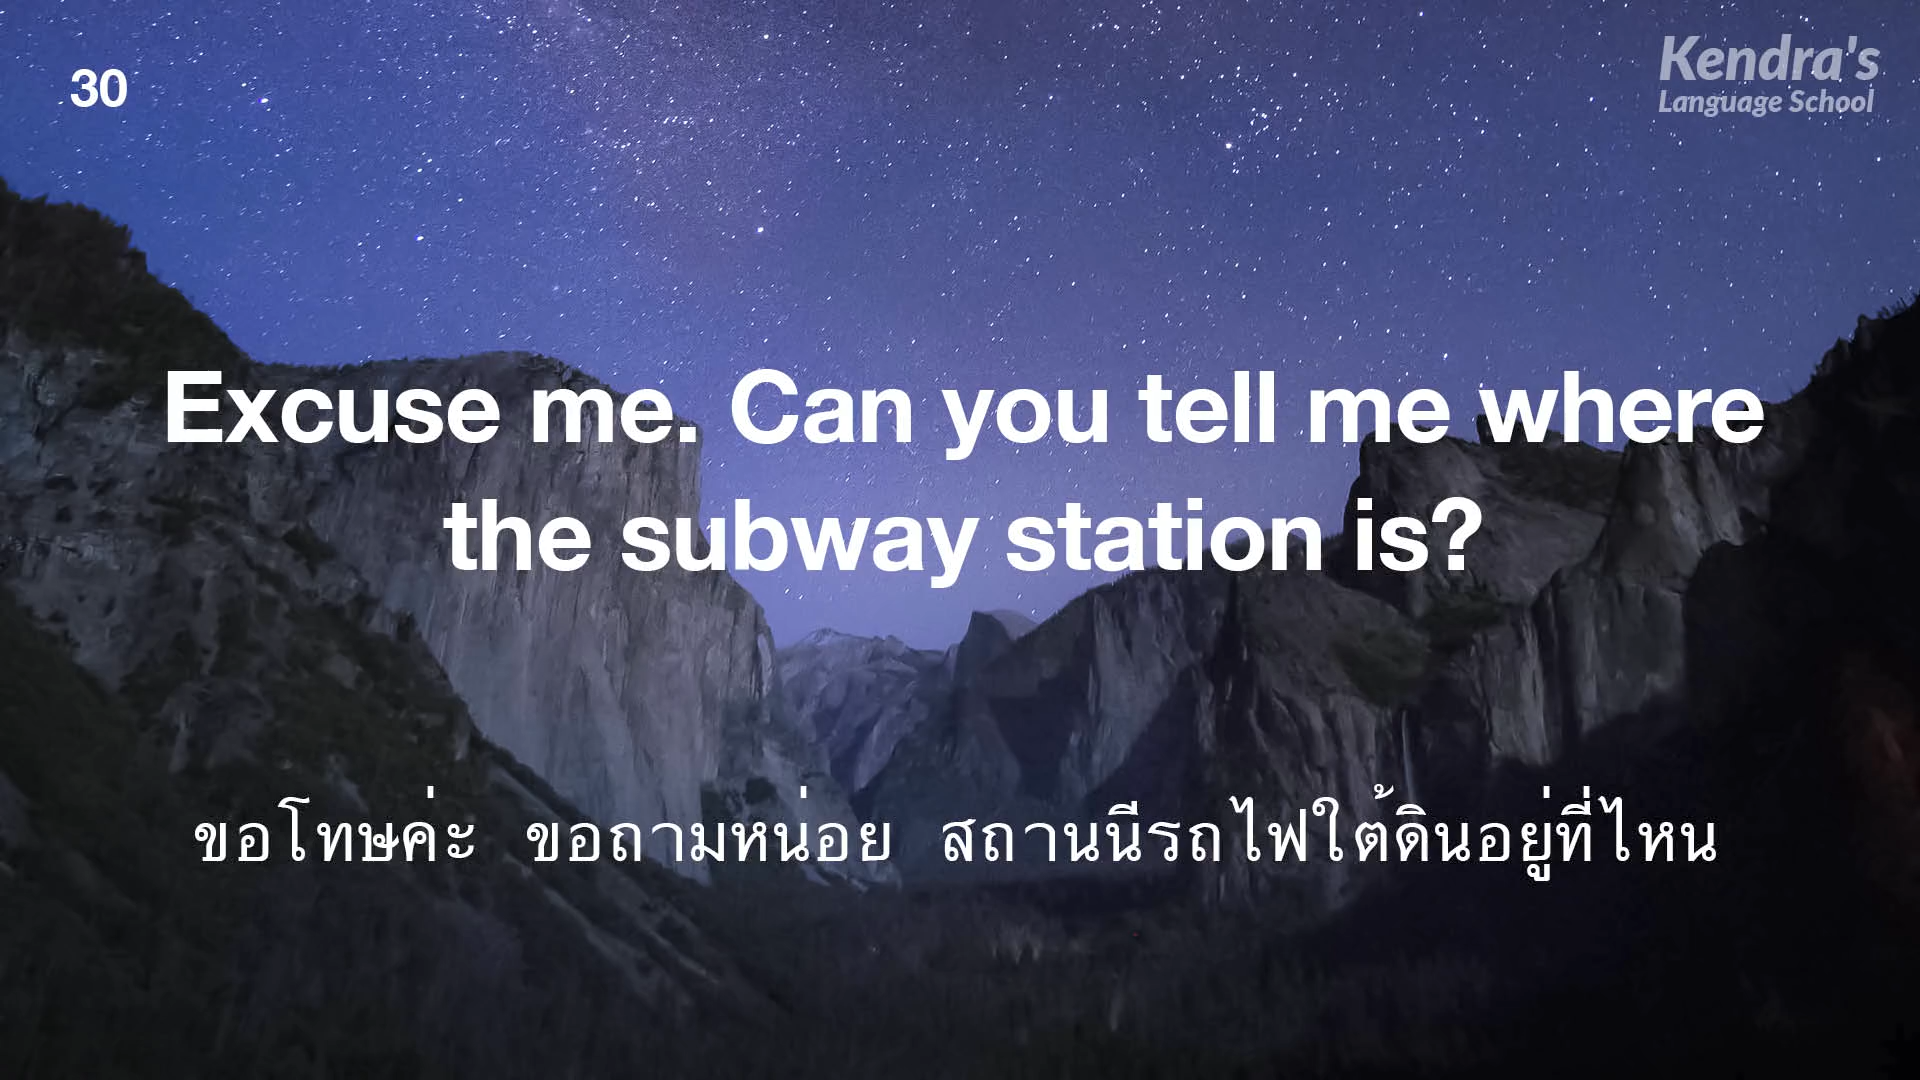 30
Kendra's
Language School
Excuse me. Can you tell me where
the subway station is?
ขอโทษค่ะ ขอถามหน่อย สถานนีรถไฟใต้ดินอยู่ที่ไหน